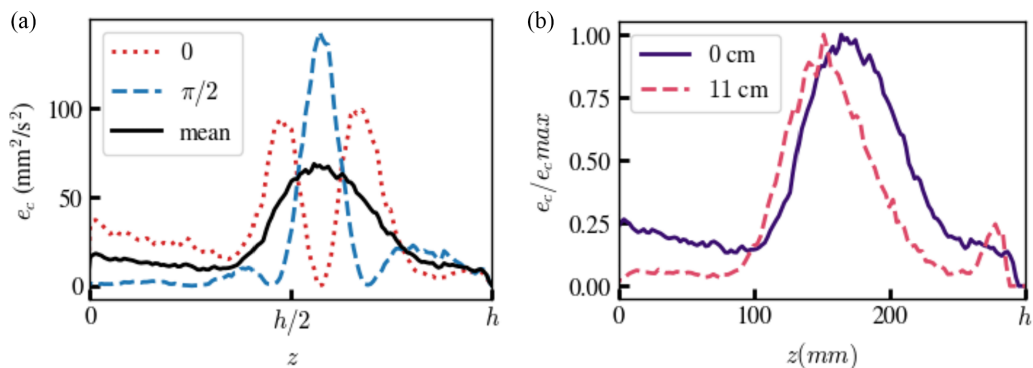 (a)
0
π/2
mean
100
50
0
e_c (mm²/s²)
0
h/2
h
z
(b)
0 cm
11 cm
1.00
0.75
0.50
0.25
0.00
e_c/e_c max
0
100
200
h
z(mm)